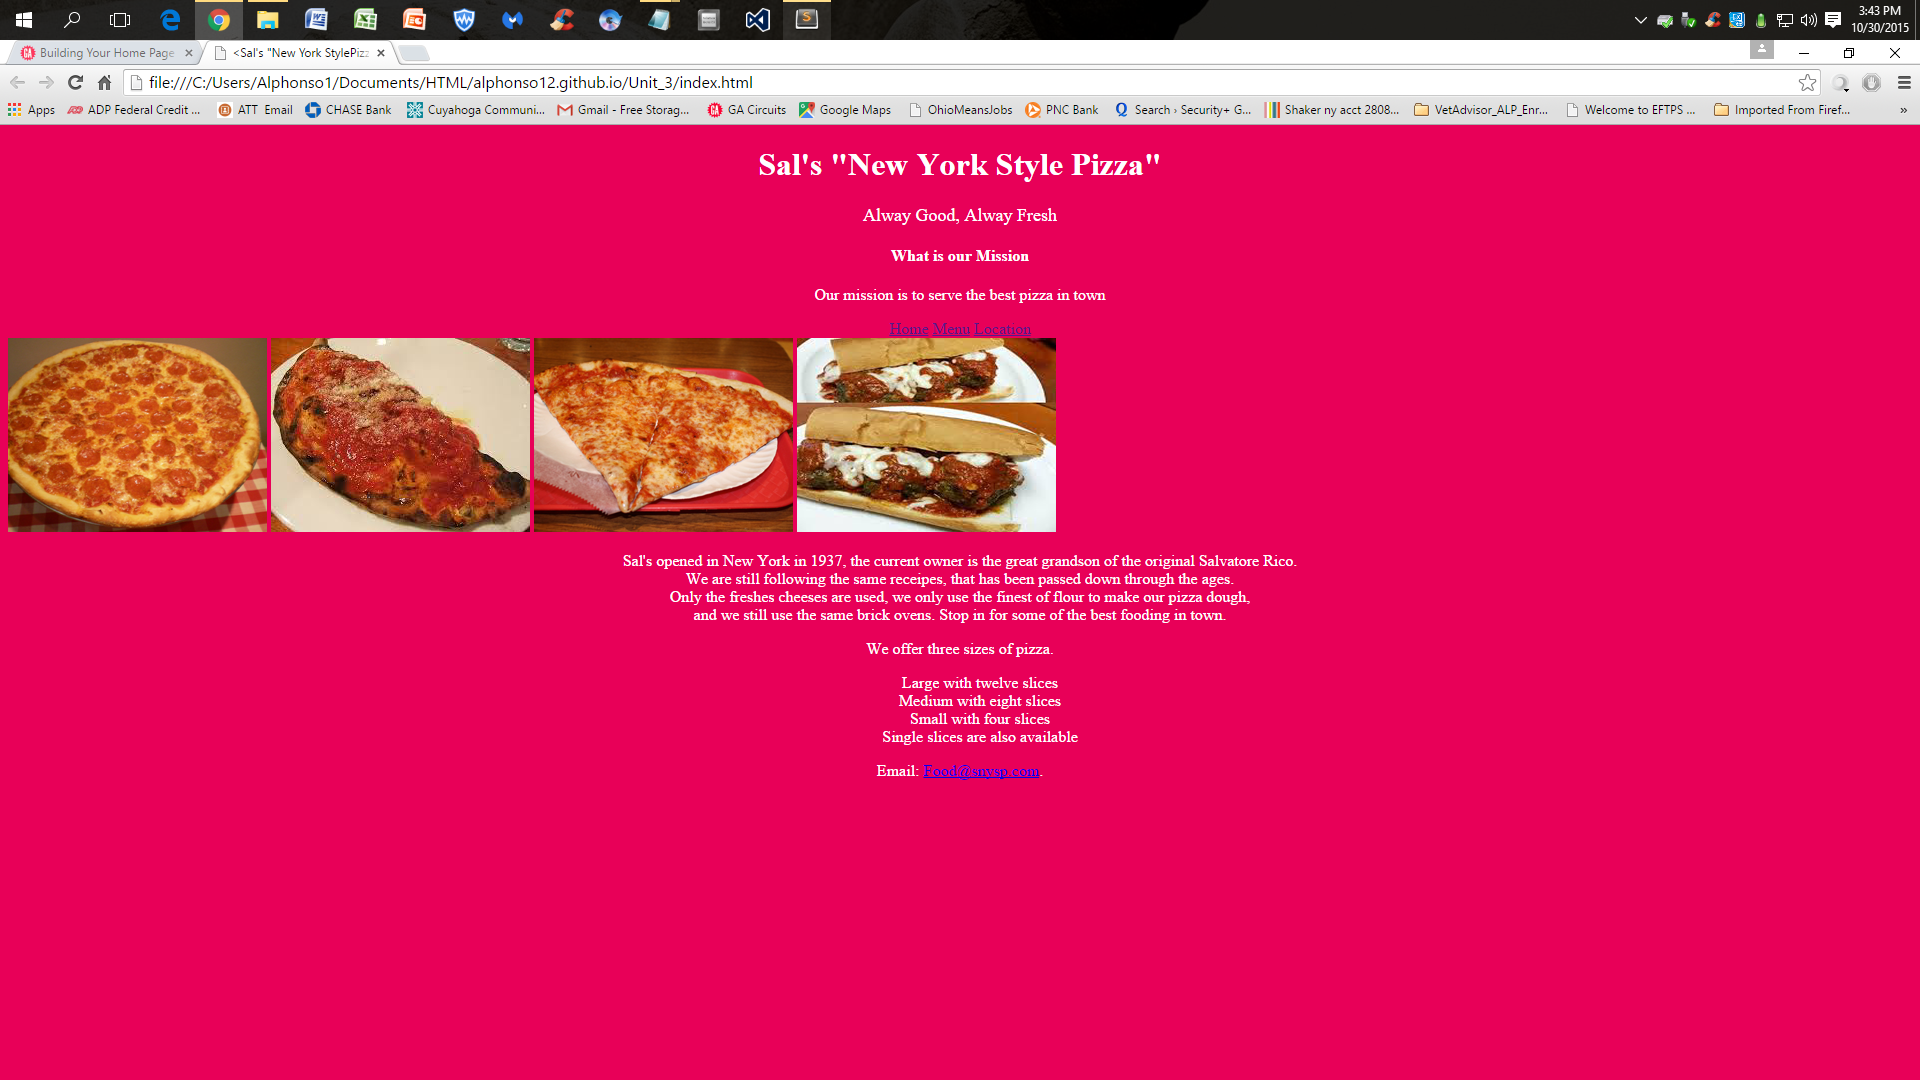 3:43 PM
10/30/2015
Building Your Home Page
<Sal's "New York StylePizz
file:///C:/Users/Alphonso1/Documents/HTML/alphonso12.github.io/Unit_3/index.html
Apps ADP Federal Credit ... ATT Email CHASE Bank Cuyahoga Communi... Gmail - Free Storag... GA Circuits Google Maps OhioMeansJobs PNC Bank Search › Security+ G... Shaker ny acct 2808... VetAdvisor_ALP_Enr... Welcome to EFTPS ... Imported From Firef... »
Sal's "New York Style Pizza"
Alway Good, Alway Fresh
What is our Mission
Our mission is to serve the best pizza in town
Home Menu Location
Sal's opened in New York in 1937, the current owner is the great grandson of the original Salvatore Rico.
We are still following the same receipes, that has been passed down through the ages.
Only the freshes cheeses are used, we only use the finest of flour to make our pizza dough,
and we still use the same brick ovens. Stop in for some of the best fooding in town.
We offer three sizes of pizza.
Large with twelve slices
Medium with eight slices
Small with four slices
Single slices are also available
Email: Food@snysp.com.